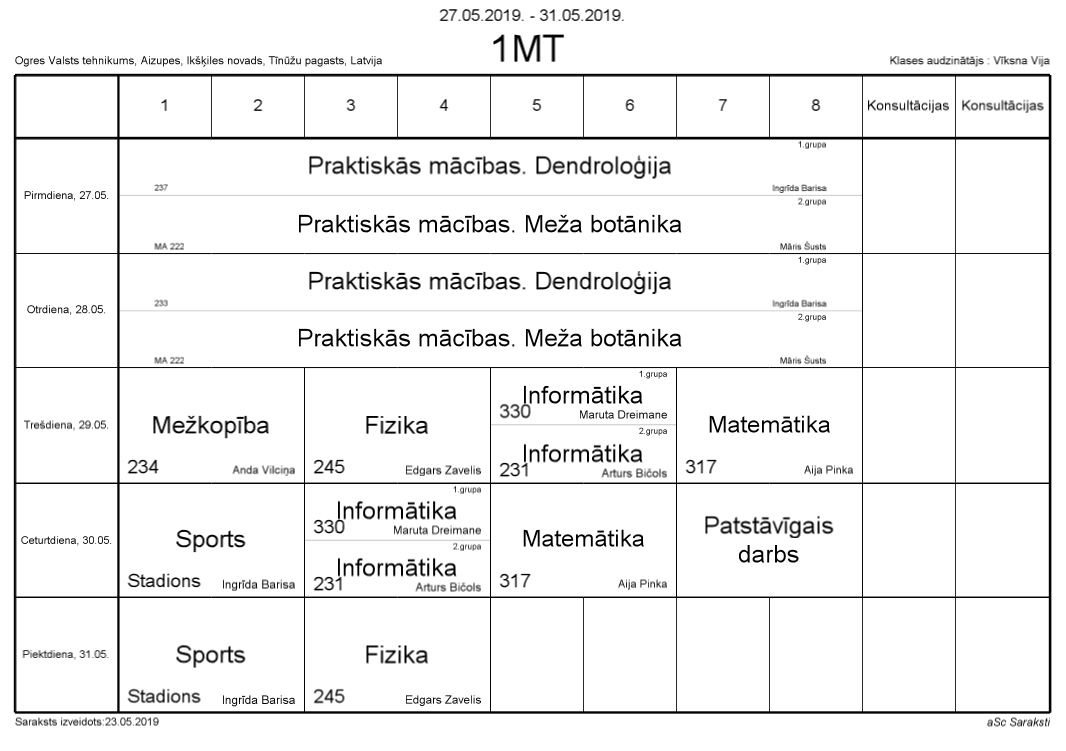 27.05.2019. - 31.05.2019.
1MT
Ogres Valsts tehnikums, Aizupes, Ikšķiles novads, Tīnūžu pagasts, Latvija
Klases audzinātājs : Vīksna Vija
1 2 3 4 5 6 7 8 Konsultācijas Konsultācijas
Pirmdiena, 27.05.
1.grupa
Praktiskās mācības. Dendroloģija
237 Ingrīda Barisa
2.grupa
Praktiskās mācības. Meža botānika
MA 222 Māris Šusts
Otrdiena, 28.05.
1.grupa
Praktiskās mācības. Dendroloģija
233 Ingrīda Barisa
2.grupa
Praktiskās mācības. Meža botānika
MA 222 Māris Šusts
Trešdiena, 29.05.
Mežkopība
234 Anda Vilciņa
Fizika
245 Edgars Zavelis
1.grupa
Informātika
330 Maruta Dreimane
2.grupa
Informātika
231 Arturs Bičols
Matemātika
317 Aija Pinka
Ceturtdiena, 30.05.
Sports
Stadions Ingrīda Barisa
1.grupa
Informātika
330 Maruta Dreimane
2.grupa
Informātika
231 Arturs Bičols
Matemātika
317 Aija Pinka
Patstāvīgais
darbs
Piektdiena, 31.05.
Sports
Stadions Ingrīda Barisa
Fizika
245 Edgars Zavelis
Saraksts izveidots:23.05.2019
aSc Saraksti